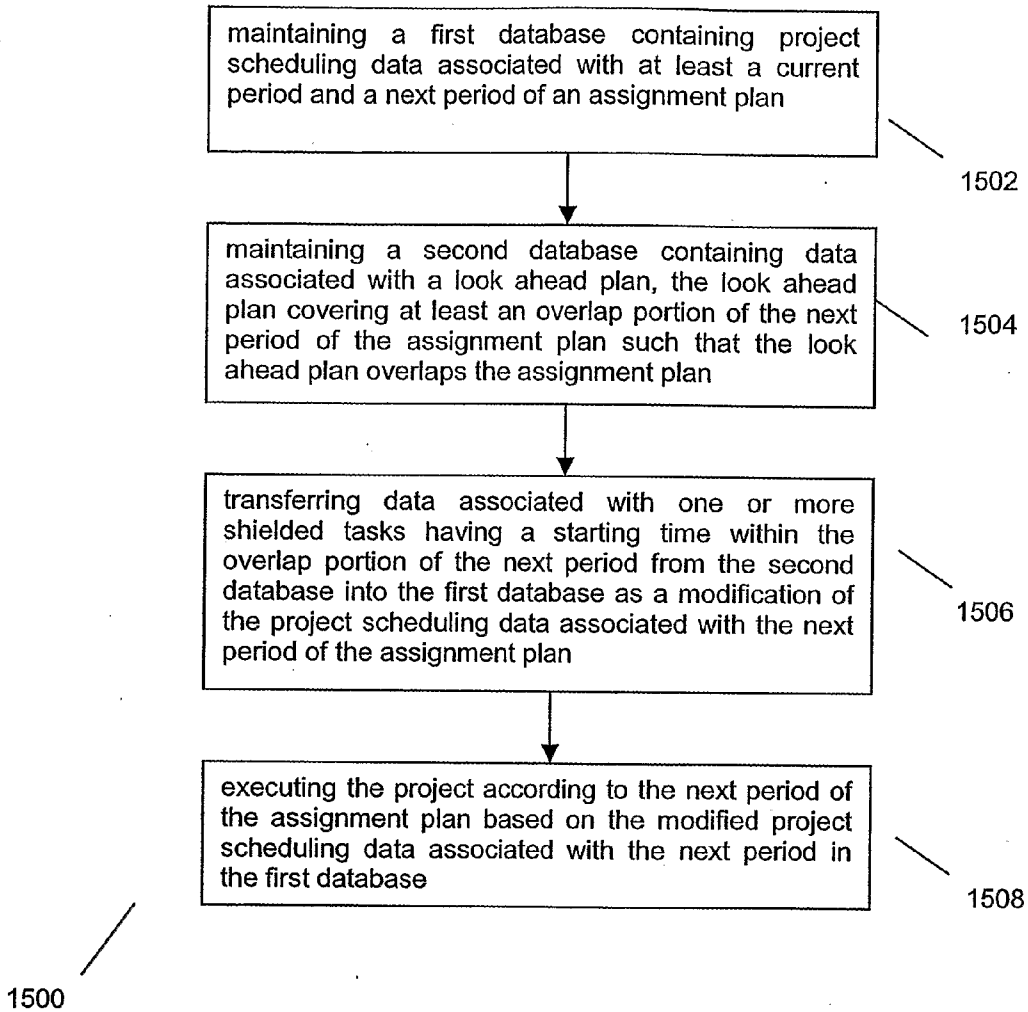 maintaining a first database containing project
scheduling data associated with at least a current
period and a next period of an assignment plan
1502
maintaining a second database containing data
associated with a look ahead plan, the look ahead
plan covering at least an overlap portion of the next
period of the assignment plan such that the look
ahead plan overlaps the assignment plan
1504
transferring data associated with one or more
shielded tasks having a starting time within the
overlap portion of the next period from the second
database into the first database as a modification of
the project scheduling data associated with the next
period of the assignment plan
1506
executing the project according to the next period of
the assignment plan based on the modified project
scheduling data associated with the next period in
the first database
1508
1500